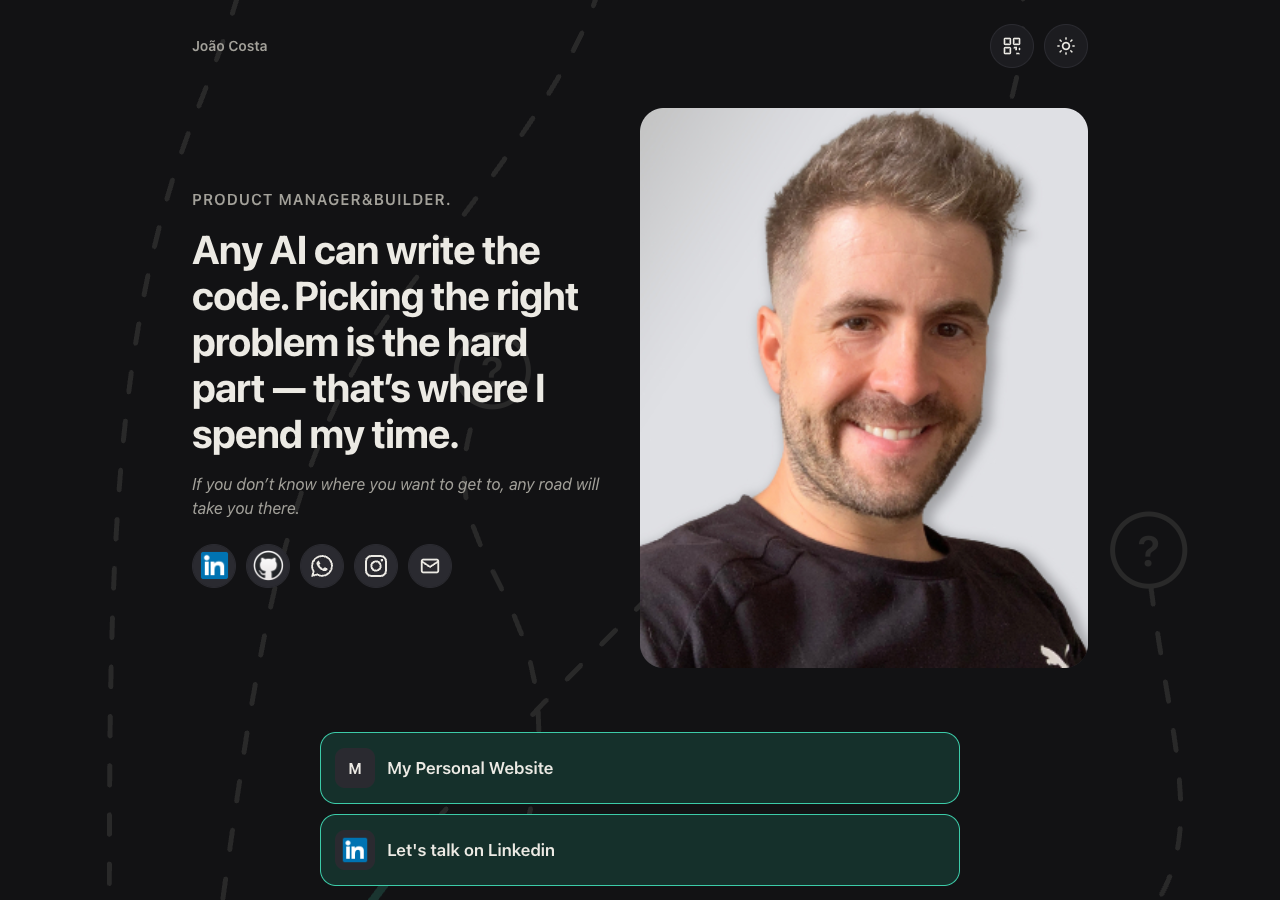 João Costa
PRODUCT MANAGER&BUILDER.
Any AI can write the
code. Picking the right
problem is the hard
part — that’s where I
spend my time.
If you don’t know where you want to get to, any road will
take you there.
?
in
?
M My Personal Website
in Let's talk on Linkedin